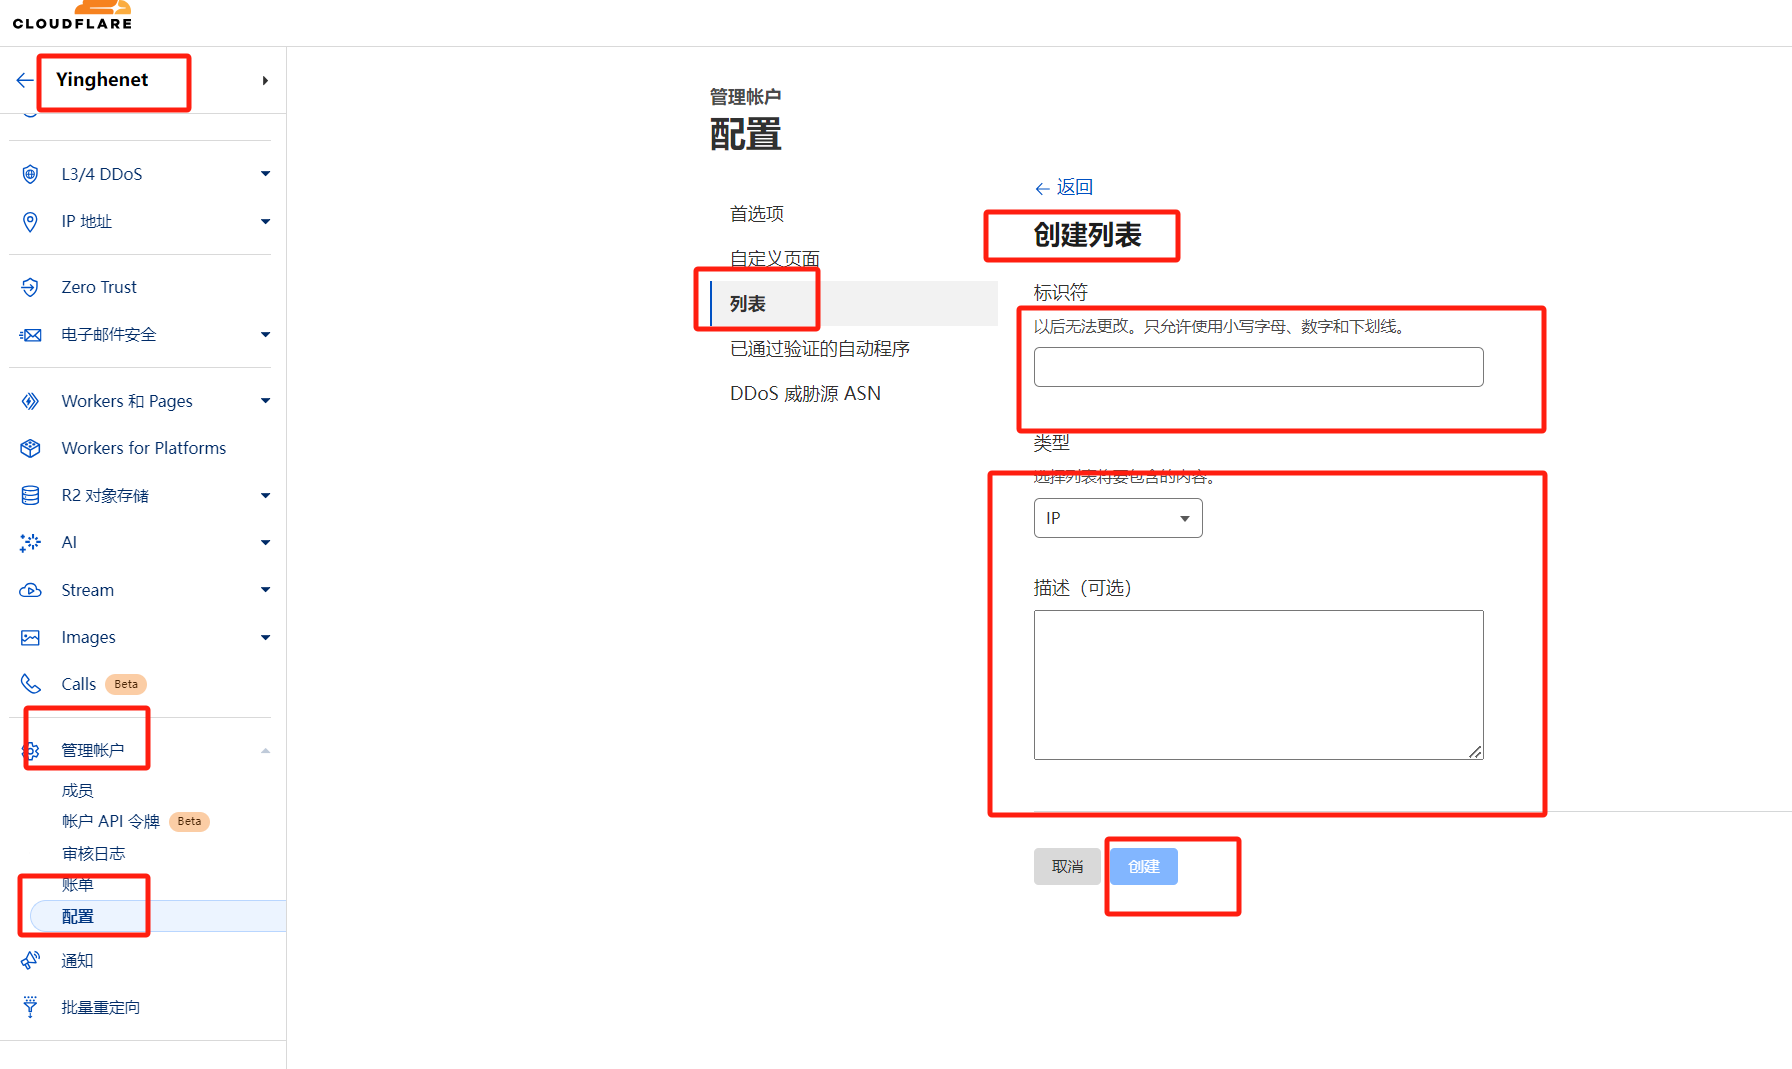 CLOUDFLARE
Yinghenet
L3/4 DDoS
IP 地址
Zero Trust
电子邮件安全
Workers 和 Pages
Workers for Platforms
R2 对象存储
AI
Stream
Images
Calls Beta
管理帐户
成员
帐户 API 令牌 Beta
审核日志
账单
配置
通知
批量重定向
管理帐户
配置
首选项
自定义页面
列表
已通过验证的自动程序
DDoS 威胁源 ASN
返回
创建列表
标识符
以后无法更改。只允许使用小写字母、数字和下划线。
类型
选择列表将要包含的内容。
IP
描述（可选）
取消 创建